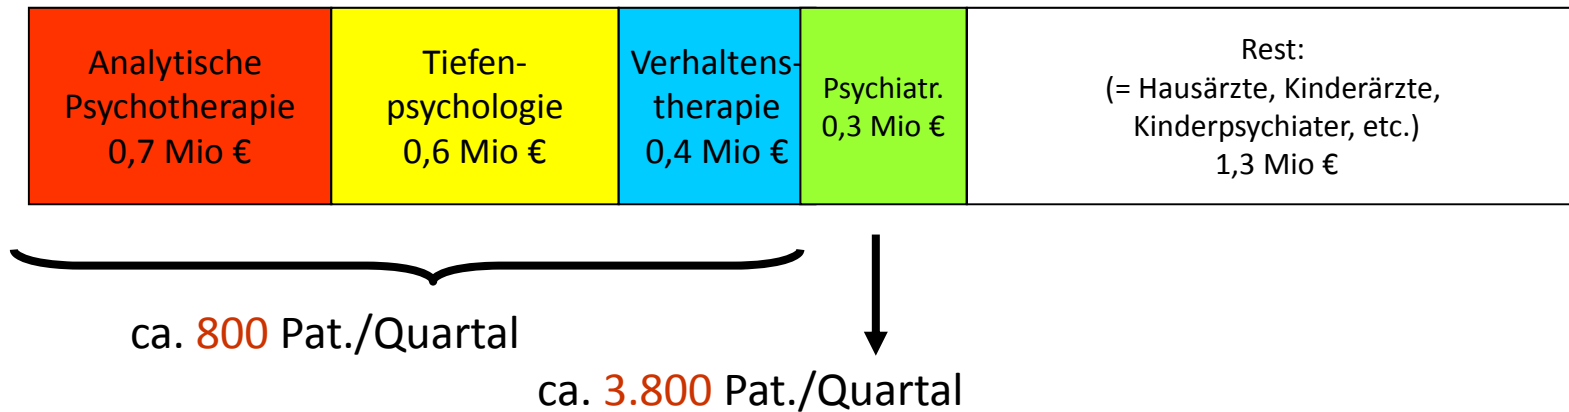 Analytische
Psychotherapie
0,7 Mio €
Tiefen-
psychologie
0,6 Mio €
Verhaltens-
therapie
0,4 Mio €
Psychiatr.
0,3 Mio €
Rest:
(= Hausärzte, Kinderärzte,
Kinderpsychiater, etc.)
1,3 Mio €
ca. 800 Pat./Quartal
ca. 3.800 Pat./Quartal